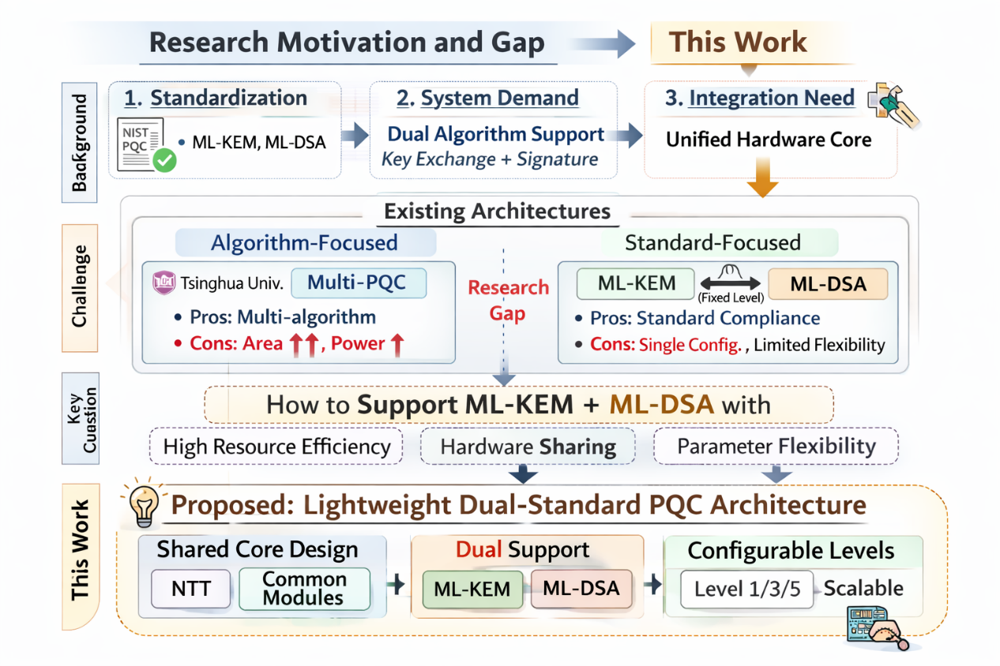 Research Motivation and Gap
This Work
Badkground
1. Standardization
NIST
PQC
• ML-KEM, ML-DSA
2. System Demand
Dual Algorithm Support
Key Exchange + Signature
3. Integration Need
Unified Hardware Core
Challenge
Existing Architectures
Algorithm-Focused
Tsinghua Univ.
Multi-PQC
• Pros: Multi-algorithm
• Cons: Area ↑↑, Power ↑
Research
Gap
Standard-Focused
ML-KEM
(Fixed Level)
ML-DSA
• Pros: Standard Compliance
• Cons: Single Config. , Limited Flexibility
Key
How to Support ML-KEM + ML-DSA with
High Resource Efficiency
Hardware Sharing
Parameter Flexibility
This Work
Proposed: Lightweight Dual-Standard PQC Architecture
Shared Core Design
NTT
Common
Modules
Dual Support
ML-KEM
ML-DSA
Configurable Levels
Level 1/3/5
Scalable